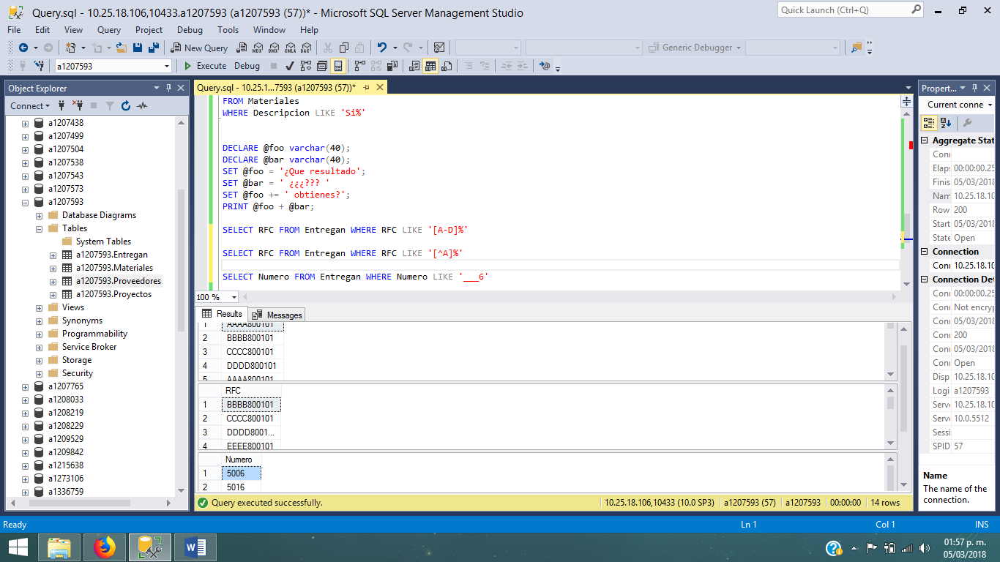 Query.sql - 10.25.18.106,10433.a1207593 (a1207593 (57))* - Microsoft SQL Server Management Studio
Quick Launch (Ctrl+Q)
File Edit View Query Project Debug Tools Window Help
New Query MDX DMX XMLA DAX Generic Debugger
a1207593 Execute Debug
Object Explorer
Connect
a1207438
a1207499
a1207504
a1207538
a1207543
a1207573
a1207593
Database Diagrams
Tables
System Tables
a1207593.Entregan
a1207593.Materiales
a1207593.Proveedores
a1207593.Proyectos
Views
Synonyms
Programmability
Service Broker
Storage
Security
a1207765
a1208033
a1208219
a1208229
a1209529
a1209842
a1215638
a1273106
a1336759
Query.sql - 10.25.1...7593 (a1207593 (57))*
FROM Materiales
WHERE Descripcion LIKE 'Si%'
DECLARE @foo varchar(40);
DECLARE @bar varchar(40);
SET @foo = '¿Que resultado';
SET @bar = ' ¿¿¿??? '
SET @foo += ' obtienes?';
PRINT @foo + @bar;
SELECT RFC FROM Entregan WHERE RFC LIKE '[A-D]%'
SELECT RFC FROM Entregan WHERE RFC LIKE '[^A]%'
SELECT Numero FROM Entregan WHERE Numero LIKE '___6'
100 %
Results Messages
1 AAAA800101
2 BBBB800101
3 CCCC800101
4 DDDD800101
5 AAAA800101
RFC
1 BBBB800101
2 CCCC800101
3 DDDD8001...
4 EEEE800101
Numero
1 5006
2 5016
Query executed successfully. 10.25.18.106,10433 (10.0 SP3) a1207593 (57) a1207593 00:00:00 14 rows
Propert...
Current conne
Aggregate Stat
Conn
Elap: 00:00:00.25
Finis 05/03/2018
Nam 10.25.18.10
Row 200
Start 05/03/2018
State Open
Connection
Conn 10.25.18.10
Connection Det
Conn 00:00:00.25
Conn Not encryp
Conn 05/03/2018
Conn 200
Conn 05/03/2018
Conn Open
Disp 10.25.18.10
Logi a1207593
Serv 10.25.18.10
Serv 10.0.5512
Sessi
SPID 57
Name
The name of the
connection.
Ready Ln 1 Col 1 INS
01:57 p. m.
05/03/2018